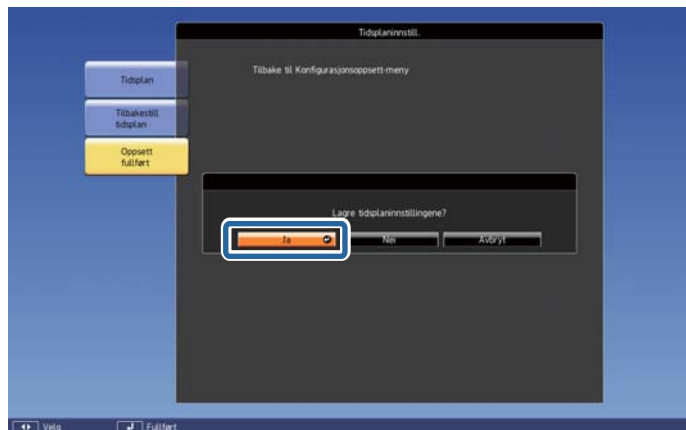 Tidsplaninnstill.
Tidsplan
Tilbakestill
tidsplan
Oppsett
fullført
Tilbake til Konfigurasjonsoppsett-meny
Lagre tidsplaninnstillingene?
Ja Nei Avbryt
Velg Fullført